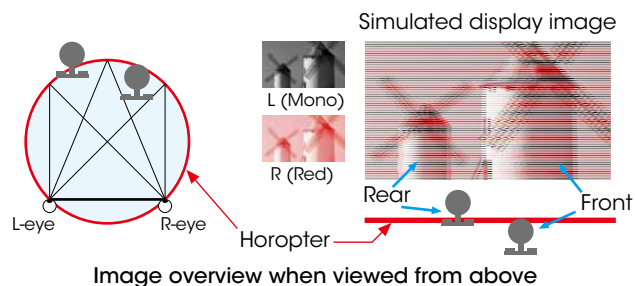 Simulated display image
L (Mono)
R (Red)
L-eye
R-eye
Horopter
Rear
Front
Image overview when viewed from above